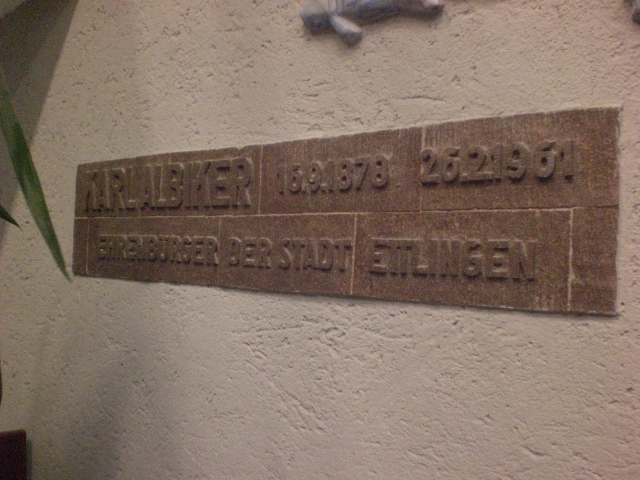 KARL ALBIKER 16.9.1878 26.2.1961
EHRENBÜRGER DER STADT ETTLINGEN